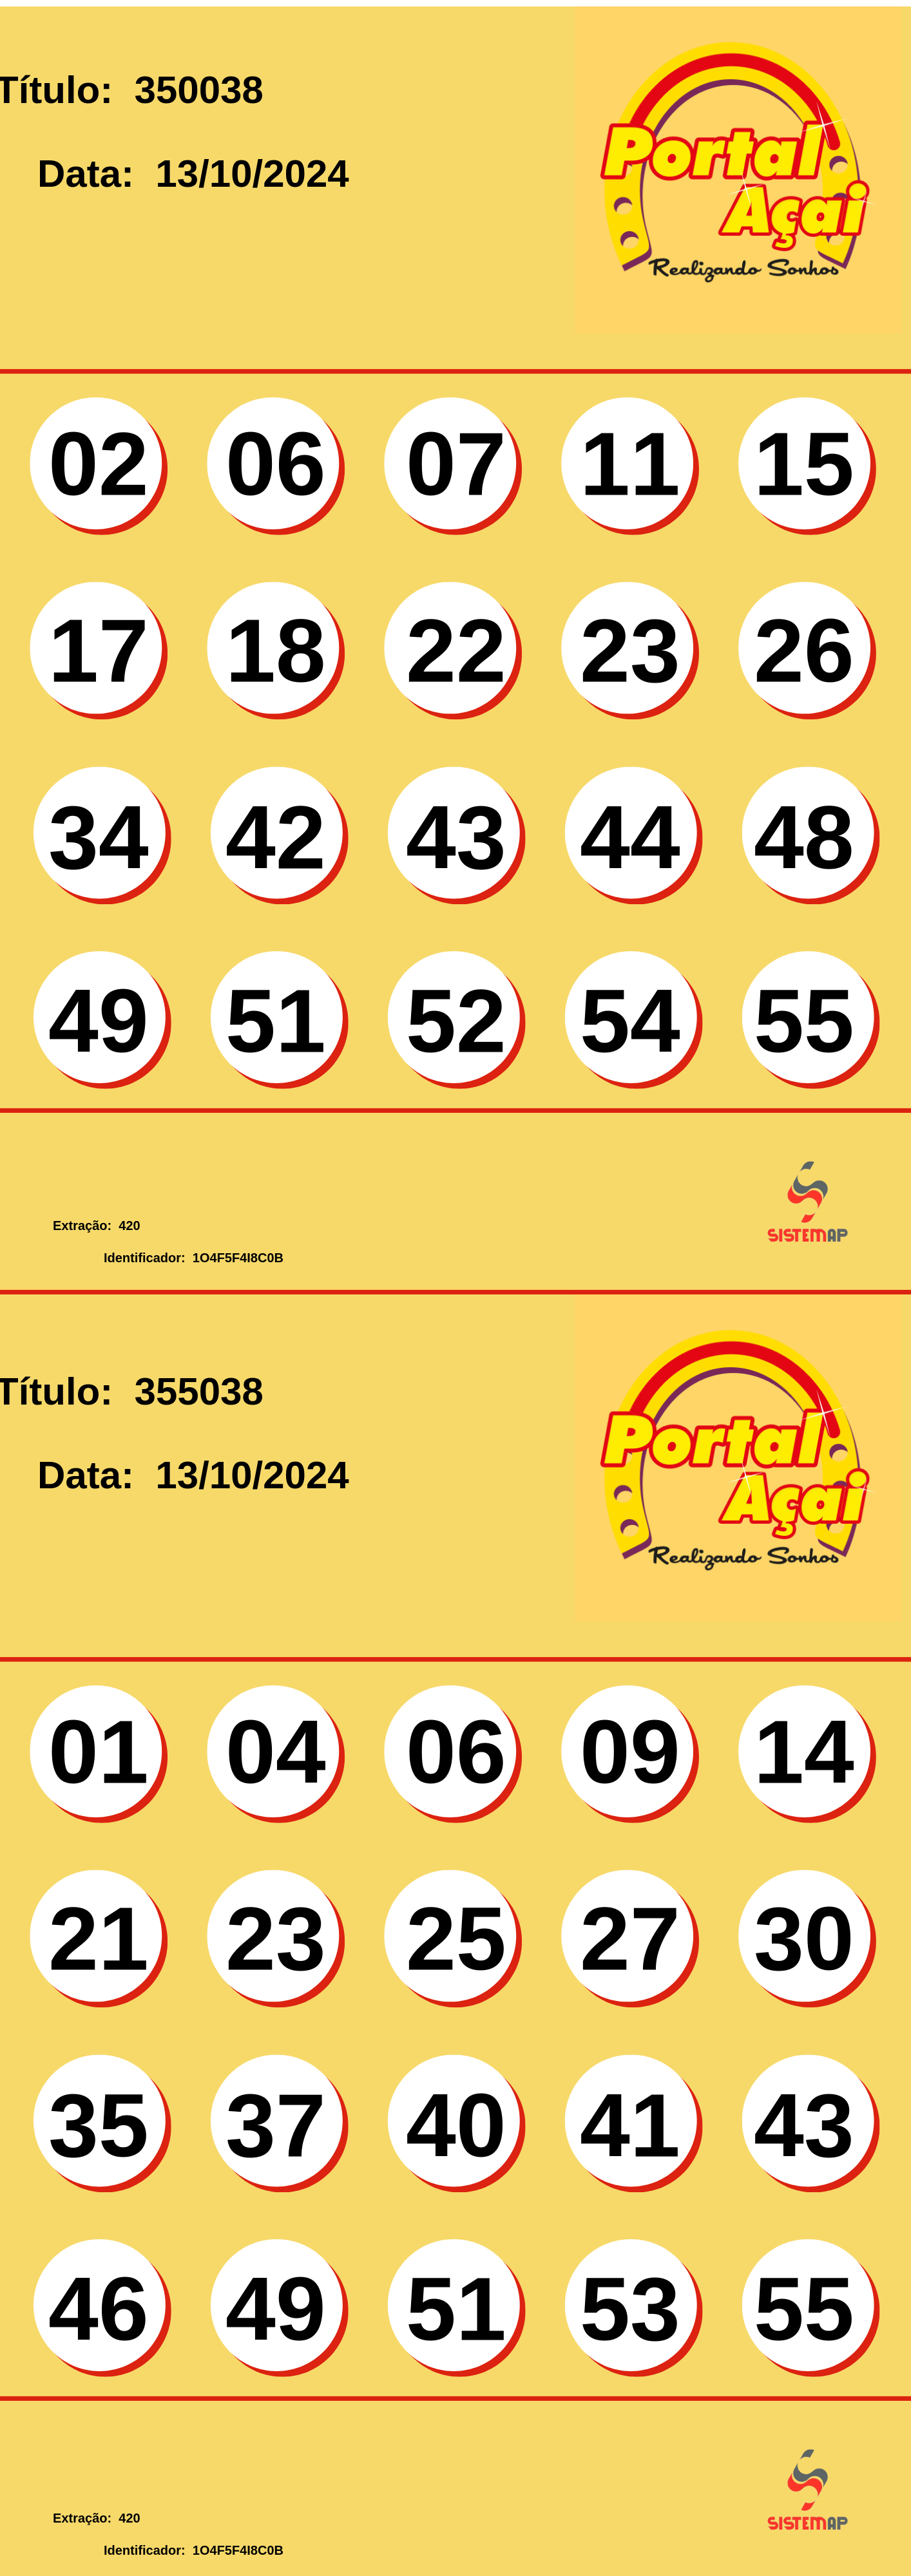 Título: 350038
Data: 13/10/2024
Portal
Açai
Realizando Sonhos
02 06 07 11 15
17 18 22 23 26
34 42 43 44 48
49 51 52 54 55
Extração: 420
Identificador: 1O4F5F4I8C0B
SISTEMAP
Título: 355038
Data: 13/10/2024
Portal
Açai
Realizando Sonhos
01 04 06 09 14
21 23 25 27 30
35 37 40 41 43
46 49 51 53 55
Extração: 420
Identificador: 1O4F5F4I8C0B
SISTEMAP